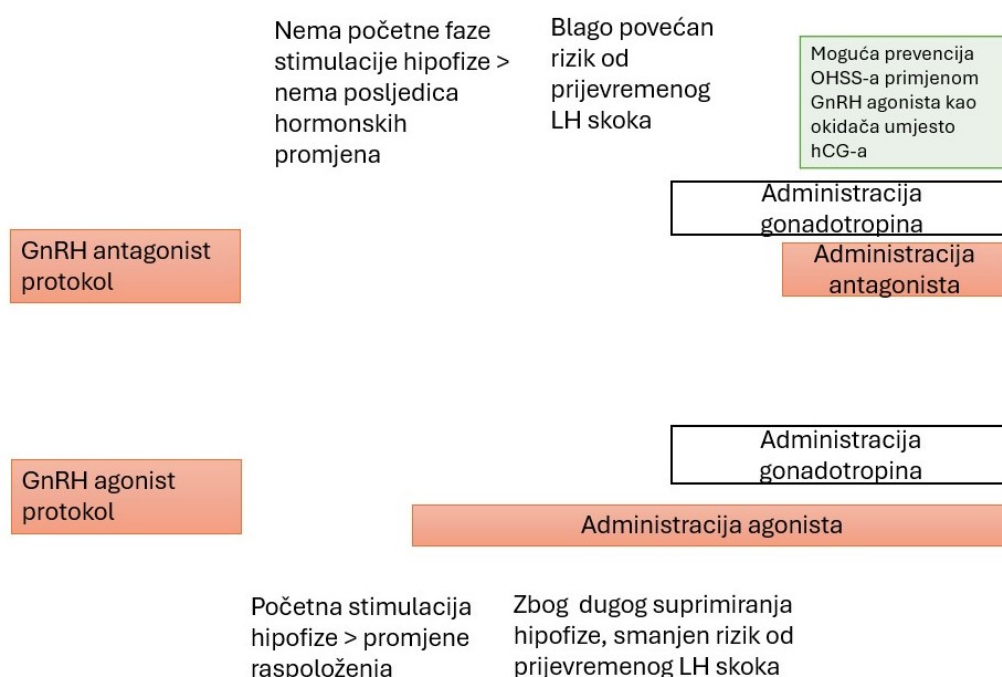 Nema početne faze
stimulacije hipofize >
nema posljedica
hormonskih
promjena
Blago povećan
rizik od
prijevremenog
LH skoka
Moguća prevencija
OHSS-a primjenom
GnRH agonista kao
okidača umjesto
hCG-a
Administracija
gonadotropina
GnRH antagonist
protokol
Administracija
antagonista
Administracija
gonadotropina
GnRH agonist
protokol
Administracija agonista
Početna stimulacija
hipofize > promjene
raspoloženja
Zbog  dugog suprimiranja
hipofize, smanjen rizik od
prijevremenog LH skoka